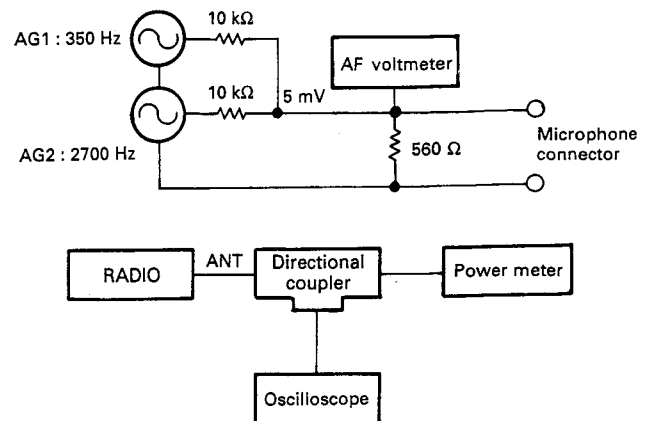 10 kΩ
AG1 : 350 Hz
AF voltmeter
10 kΩ
5 mV
Microphone
connector
560 Ω
AG2 : 2700 Hz
ANT
RADIO
Directional
coupler
Power meter
Oscilloscope